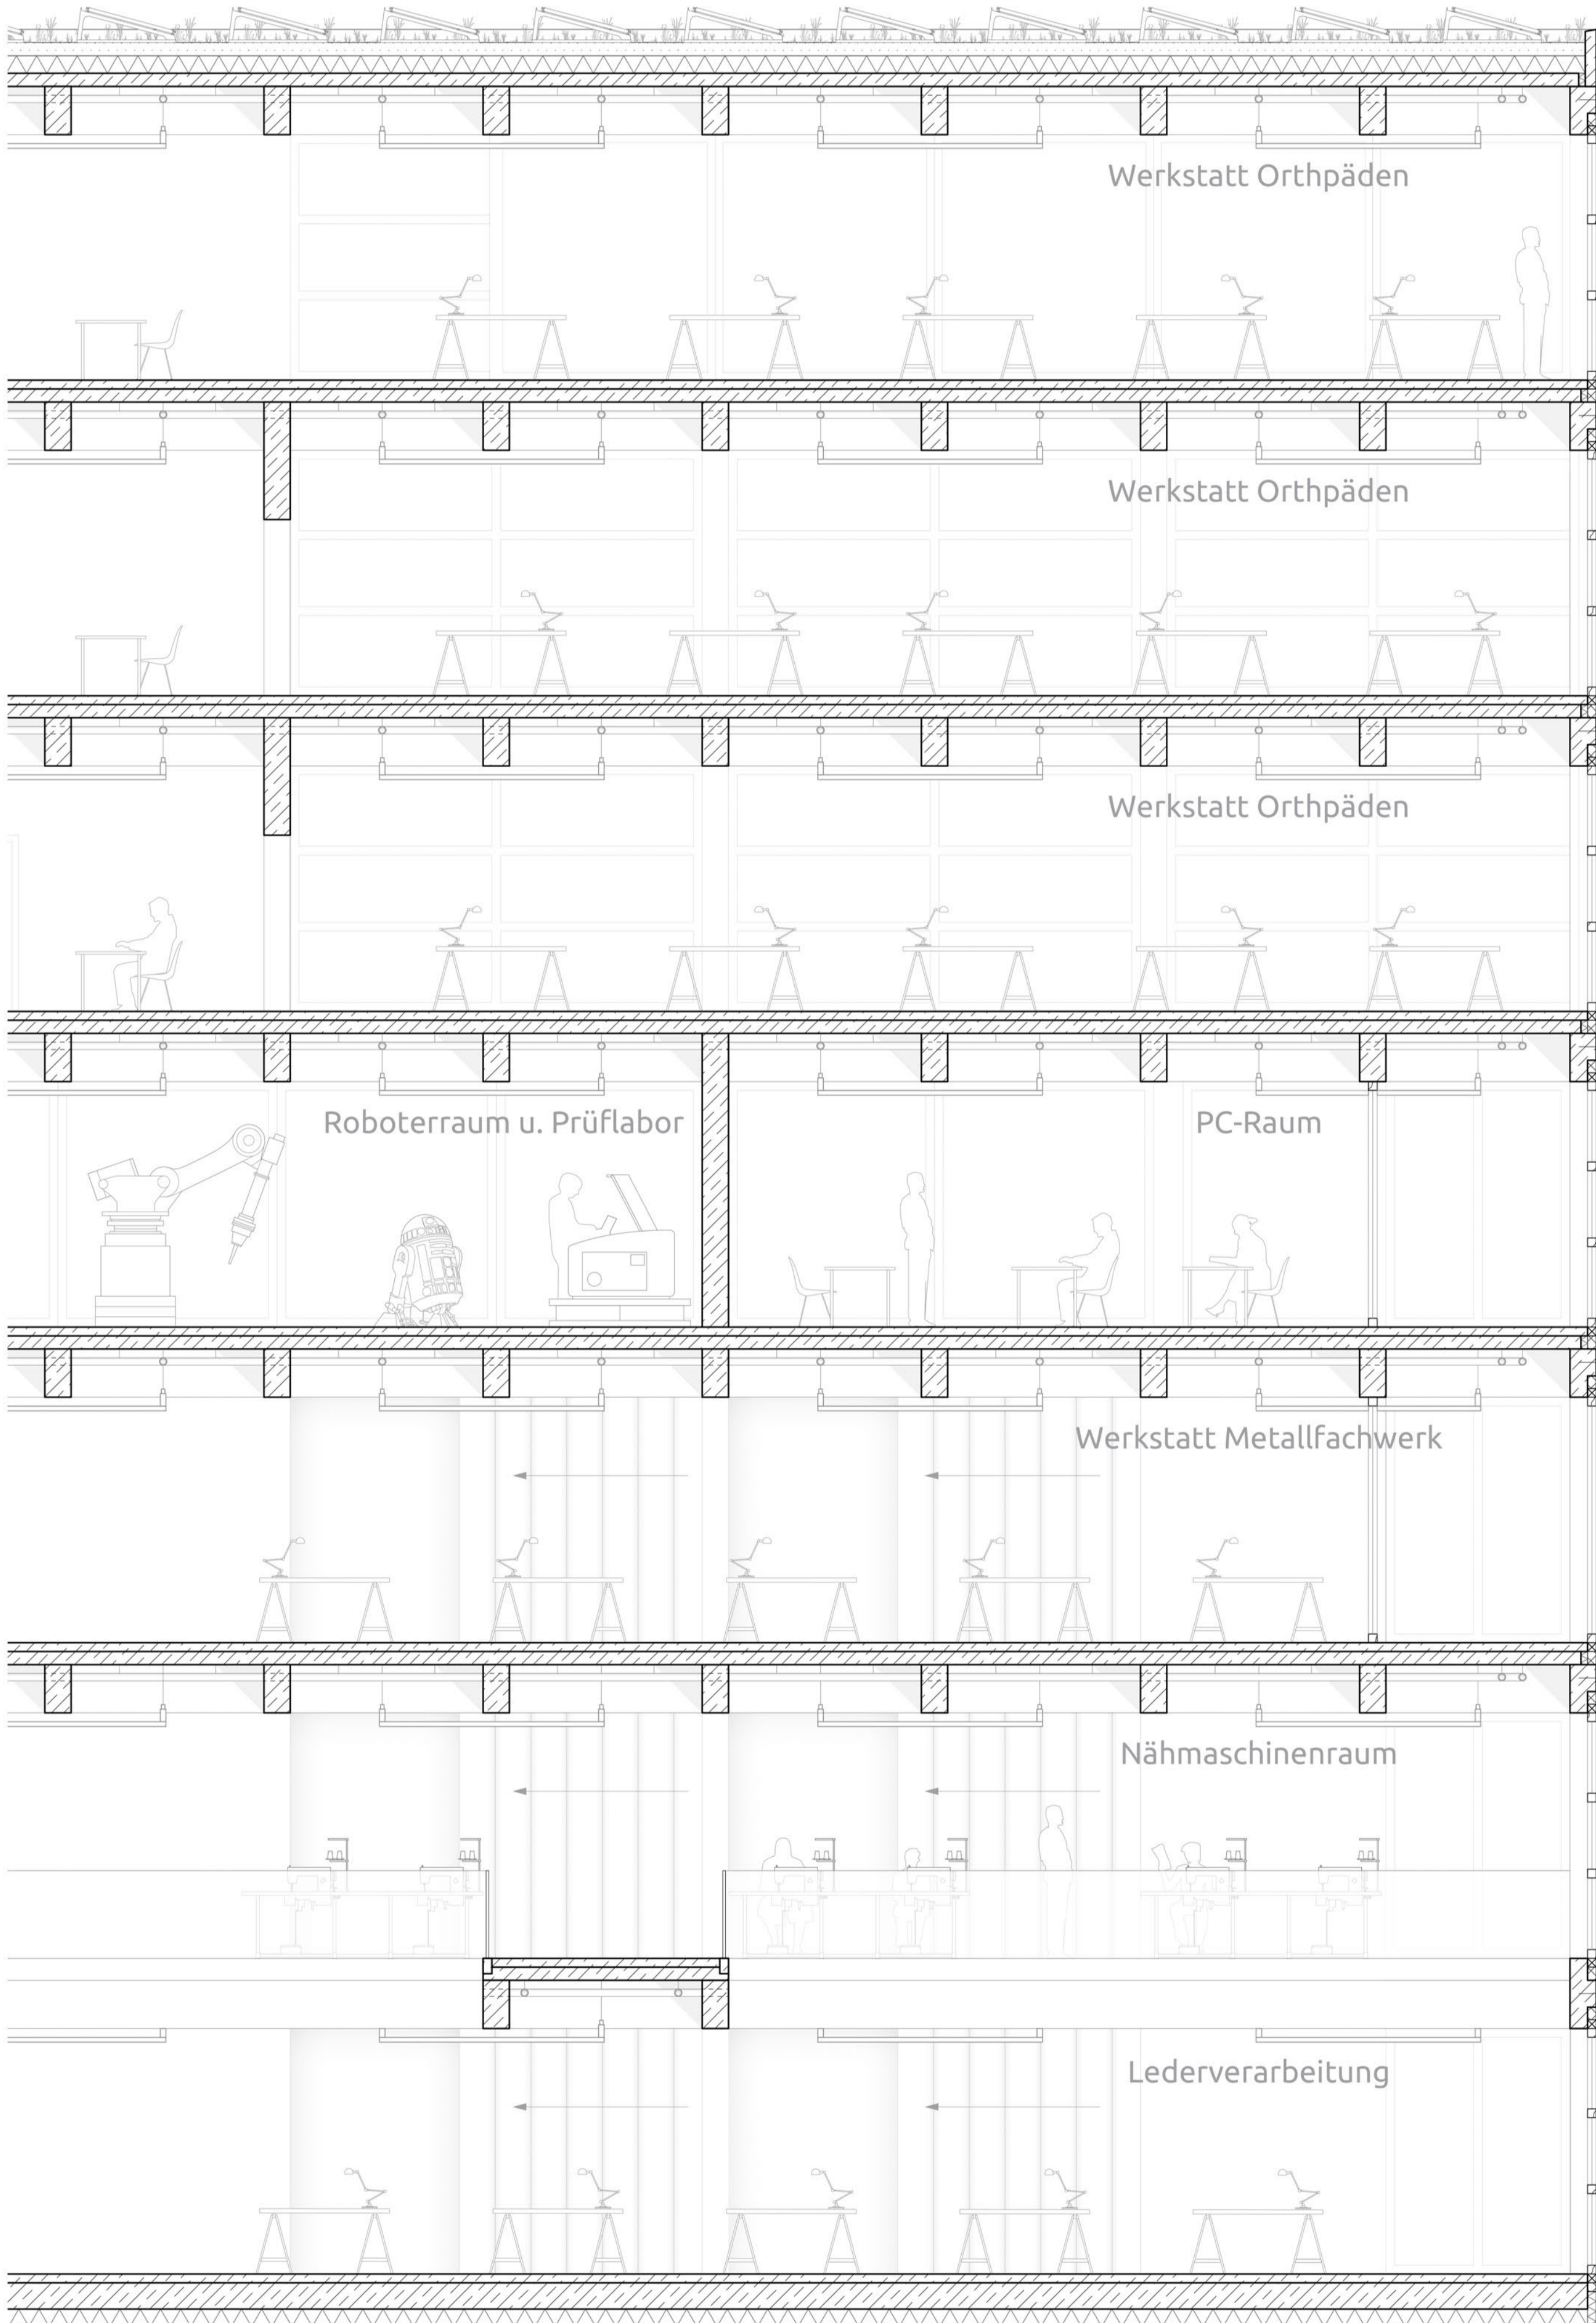 Werkstatt Orthpäden
Werkstatt Orthpäden
Werkstatt Orthpäden
Roboterraum u. Prüflabor
PC-Raum
Werkstatt Metallfachwerk
Nähmaschinenraum
Lederverarbeitung